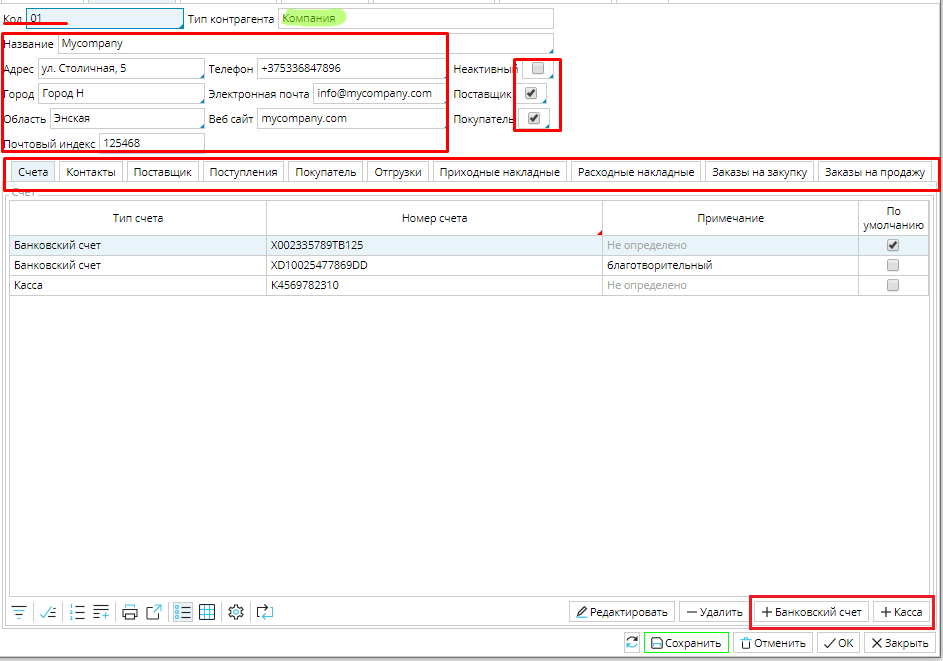 Код 01 Тип контрагента Компания
Название Mycompany
Адрес ул. Столичная, 5 Телефон +375336847896 Неактивный
Город Город Н Электронная почта info@mycompany.com Поставщик
Область Энская Веб сайт mycompany.com Покупатель
Почтовый индекс 125468
Счета Контакты Поставщик Поступления Покупатель Отгрузки Приходные накладные Расходные накладные Заказы на закупку Заказы на продажу
Счет
Тип счета Номер счета Примечание По умолчанию
Банковский счет X002335789TB125 Не определено
Банковский счет XD10025477869DD благотворительный
Касса K4569782310 Не определено
Редактировать Удалить Банковский счет Касса
Сохранить Отменить OK Закрыть